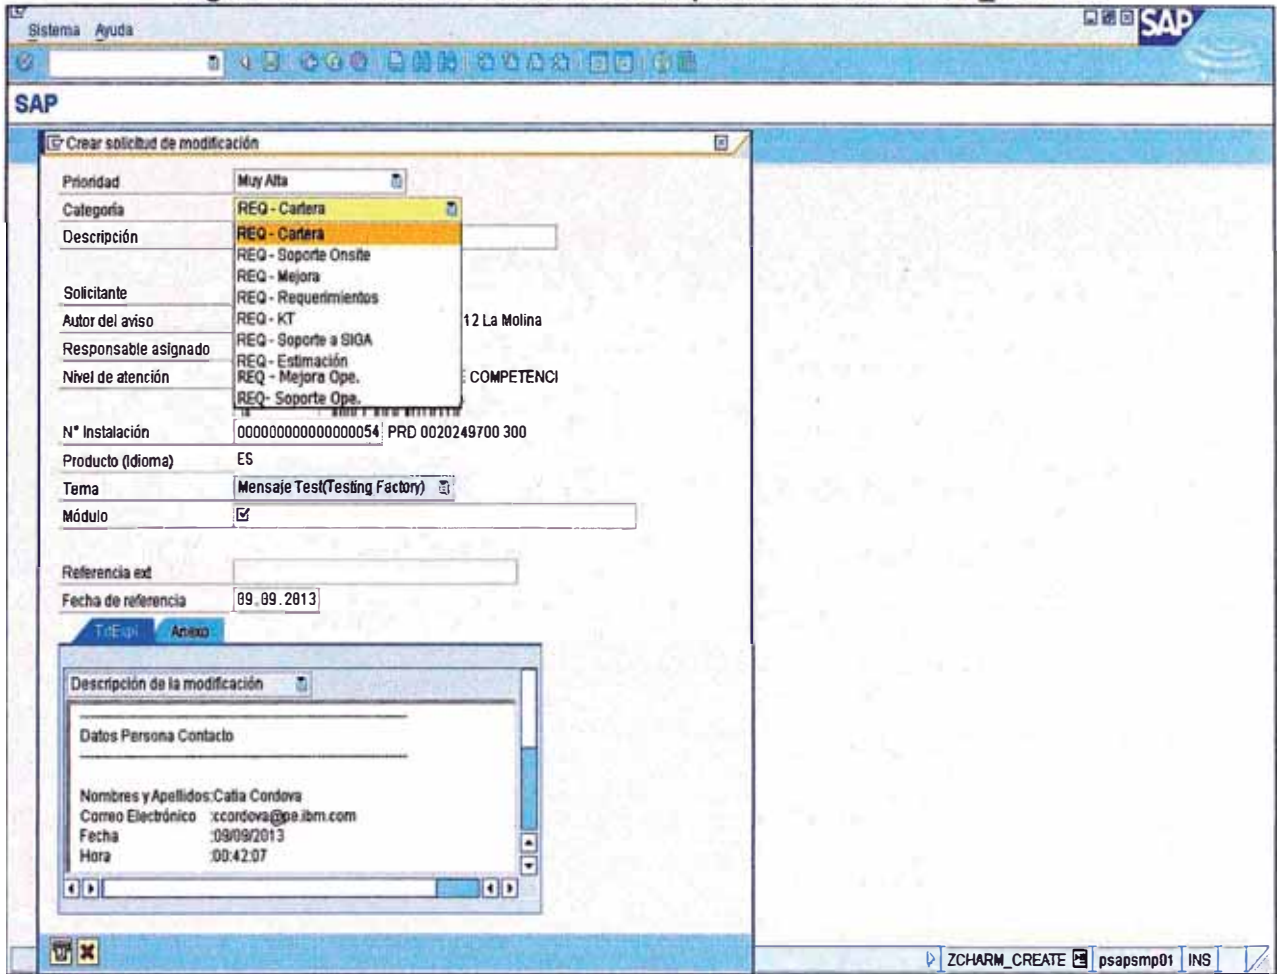 Sistema Ayuda
SAP
SAP
Crear solicitud de modificación
Prioridad Muy Alta
Categoría REQ - Cartera
Descripción REQ - Cartera
REQ - Soporte Onsite
REQ - Mejora
Solicitante REQ - Requerimientos
Autor del aviso REQ - KT 12 La Molina
Responsable asignado REQ - Soporte a SIGA
REQ - Estimación
Nivel de atención REQ - Mejora Ope. COMPETENCI
REQ- Soporte Ope.
N° Instalación 000000000000000054 PRD 0020249700 300
Producto (Idioma) ES
Tema Mensaje Test(Testing Factory)
Módulo
Referencia ext
Fecha de referencia 09.09.2013
TxtExpl Anexo
Descripción de la modificación
Datos Persona Contacto
Nombres y Apellidos:Catia Cordova
Correo Electrónico :ccordova@pe.ibm.com
Fecha :09/09/2013
Hora :00:42:07
ZCHARM_CREATE psapsmp01 INS